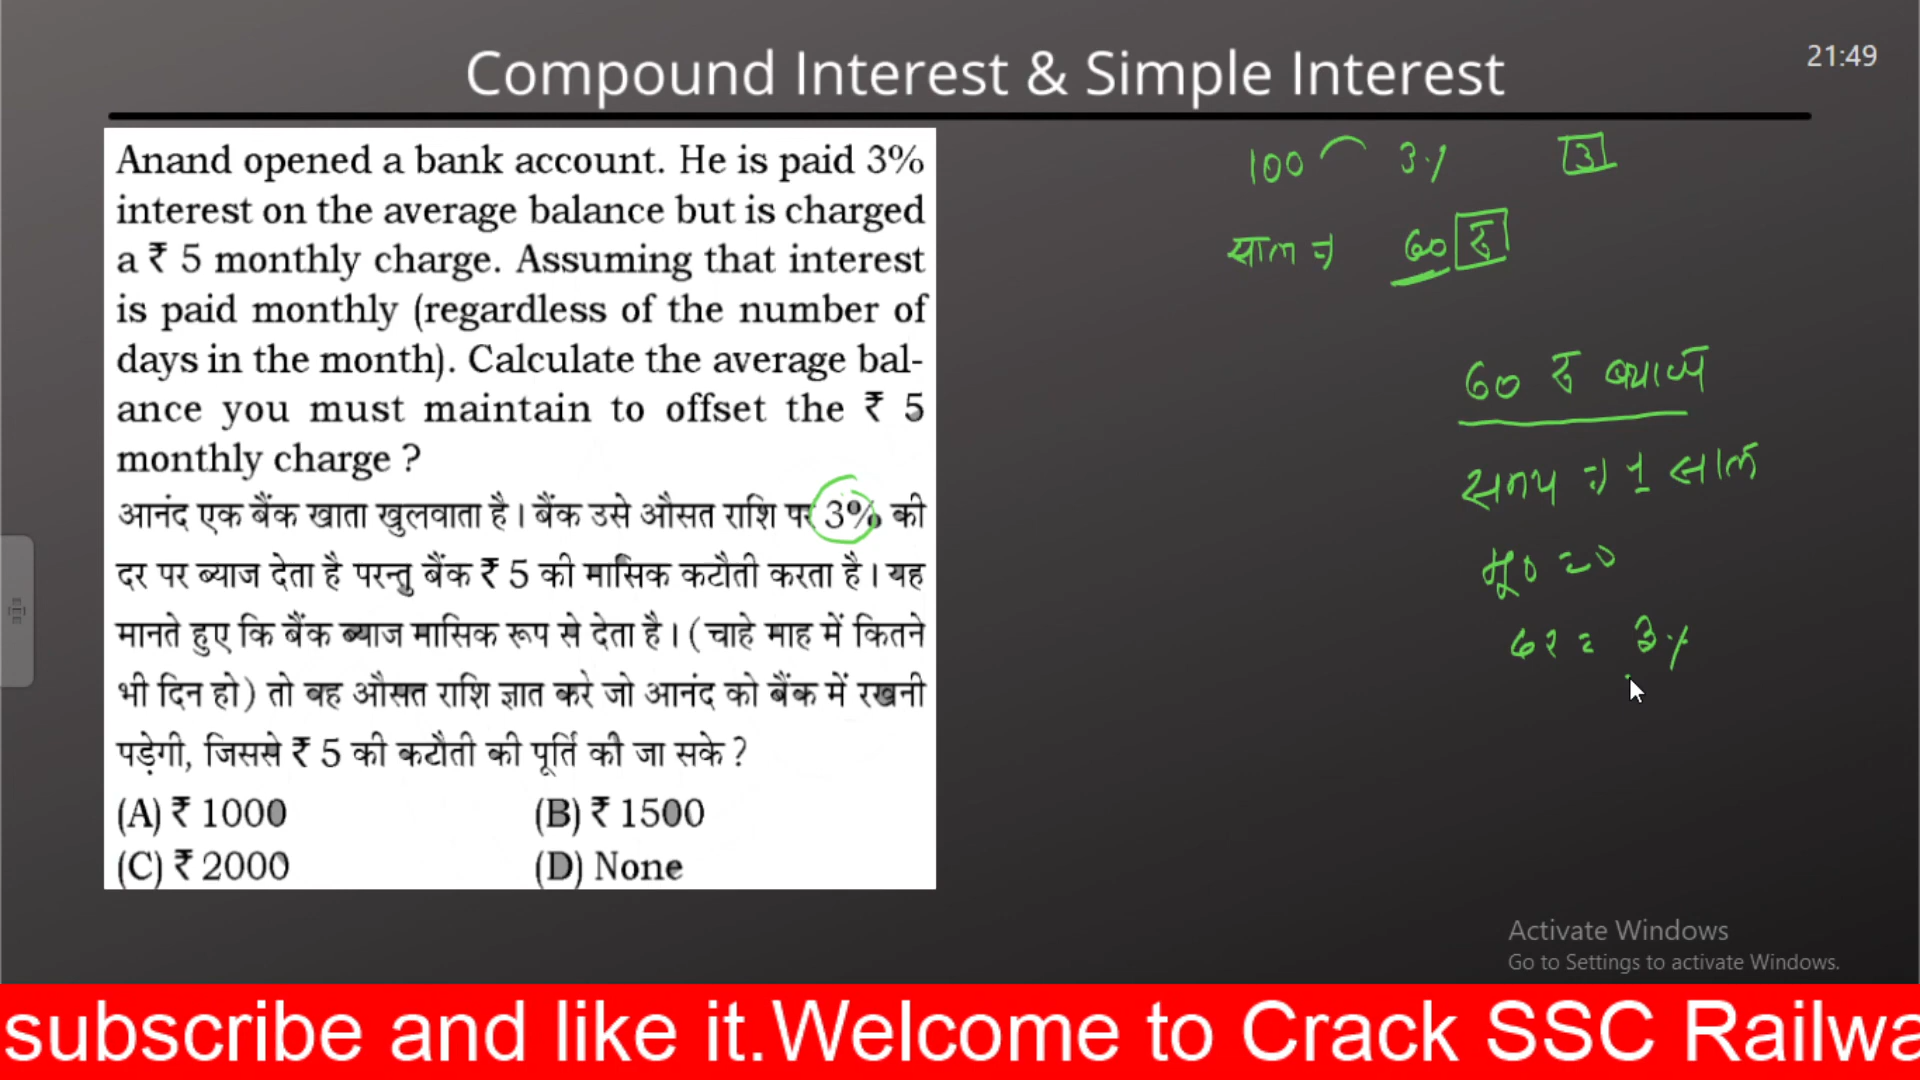 Compound Interest & Simple Interest
21:49
Anand opened a bank account. He is paid 3%
interest on the average balance but is charged
a ₹ 5 monthly charge. Assuming that interest
is paid monthly (regardless of the number of
days in the month). Calculate the average bal-
ance you must maintain to offset the ₹ 5
monthly charge ?
आनंद एक बैंक खाता खुलवाता है। बैंक उसे औसत राशि पर 3% की
दर पर ब्याज देता है परन्तु बैंक ₹ 5 की मासिक कटौती करता है। यह
मानते हुए कि बैंक ब्याज मासिक रूप से देता है। (चाहे माह में कितने
भी दिन हो) तो वह औसत राशि ज्ञात करे जो आनंद को बैंक में रखनी
पड़ेगी, जिससे ₹ 5 की कटौती की पूर्ति की जा सके ?
(A) ₹ 1000 (B) ₹ 1500
(C) ₹ 2000 (D) None
100 3% 3
साल => 60 रु
60 रु ब्याज
समय => 1 साल
मू० =
दर = 3%
Activate Windows
Go to Settings to activate Windows.
subscribe and like it.Welcome to Crack SSC Railwa